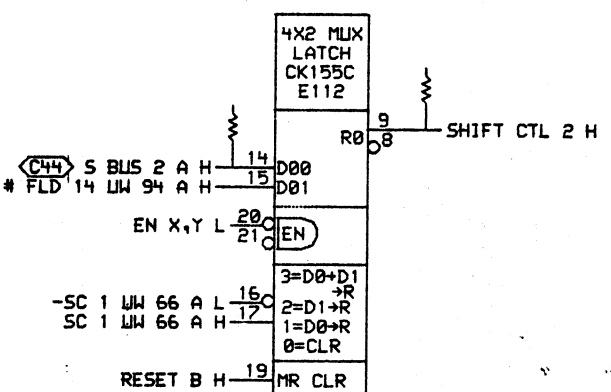 4X2 MUX
LATCH
CK155C
E112
9
R0 SHIFT CTL 2 H
8
C44 S BUS 2 A H 14 D00
# FLD 14 UW 94 A H 15 D01
EN X,Y L 20
21 EN
3=D0+D1
→R
-SC 1 UW 66 A L 16 2=D1→R
SC 1 UW 66 A H 17 1=D0→R
0=CLR
RESET B H 19 MR CLR